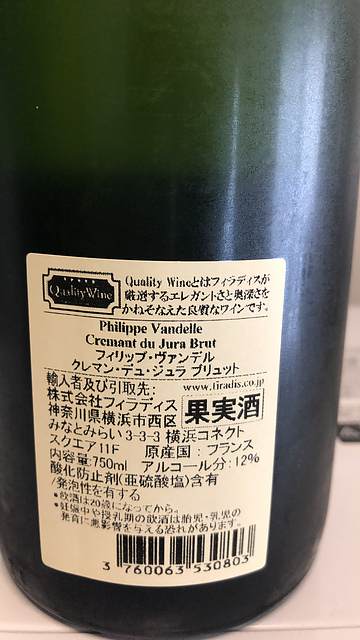 Quality Wine
Quality Wineとはフィラディスが
厳選するエレガントさと奥深さを
かねそなえた良質なワインです。
Philippe Vandelle
Cremant du Jura Brut
フィリップ・ヴァンデル
クレマン・デュ・ジュラ ブリュット
輸入者及び引取先: www.firadis.co.jp
株式会社フィラディス
果実酒
神奈川県横浜市西区
みなとみらい 3-3-3 横浜コネクト
スクエア11F 原産国：フランス
内容量:750ml アルコール分:12%
酸化防止剤(亜硫酸塩)含有
/発泡性を有する
*飲酒は20歳になってから。
*妊娠中や授乳期の飲酒は胎児・乳児の
発育に悪影響を与える恐れがあります。
3 760063 530803